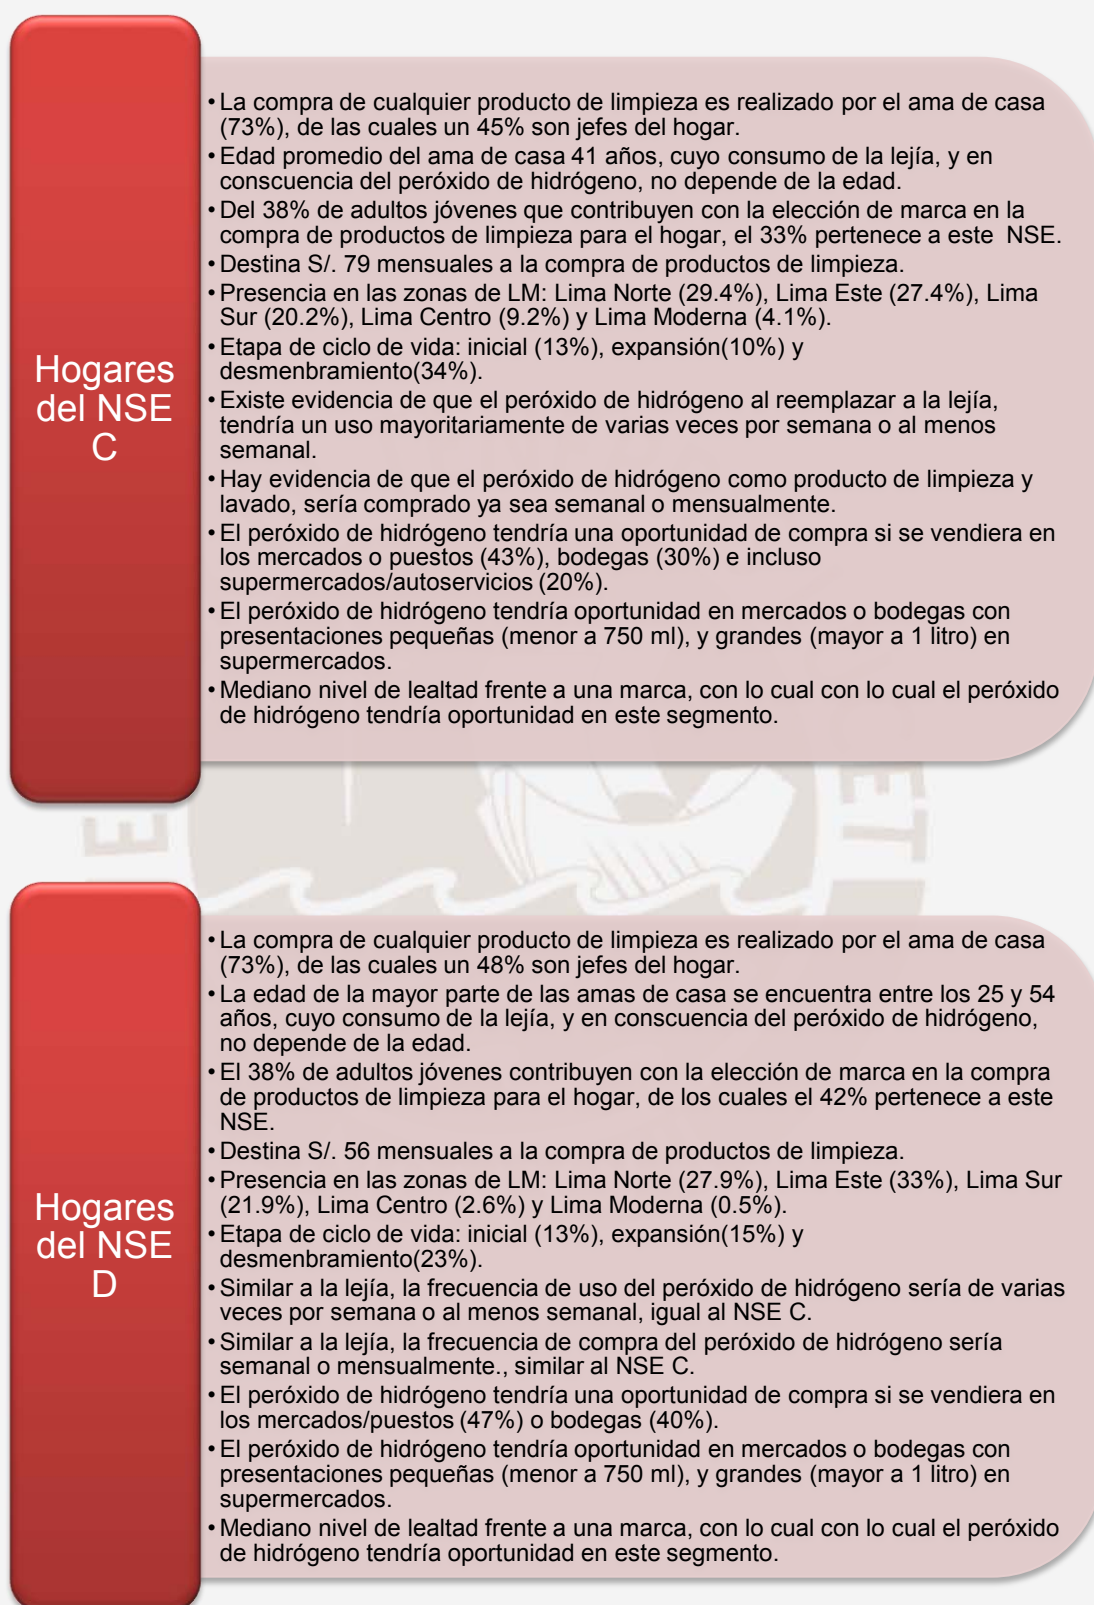 Hogares
del NSE
C
• La compra de cualquier producto de limpieza es realizado por el ama de casa
(73%), de las cuales un 45% son jefes del hogar.
• Edad promedio del ama de casa 41 años, cuyo consumo de la lejía, y en
conscuencia del peróxido de hidrógeno, no depende de la edad.
• Del 38% de adultos jóvenes que contribuyen con la elección de marca en la
compra de productos de limpieza para el hogar, el 33% pertenece a este NSE.
• Destina S/. 79 mensuales a la compra de productos de limpieza.
• Presencia en las zonas de LM: Lima Norte (29.4%), Lima Este (27.4%), Lima
Sur (20.2%), Lima Centro (9.2%) y Lima Moderna (4.1%).
• Etapa de ciclo de vida: inicial (13%), expansión(10%) y
desmenbramiento(34%).
• Existe evidencia de que el peróxido de hidrógeno al reemplazar a la lejía,
tendría un uso mayoritariamente de varias veces por semana o al menos
semanal.
• Hay evidencia de que el peróxido de hidrógeno como producto de limpieza y
lavado, sería comprado ya sea semanal o mensualmente.
• El peróxido de hidrógeno tendría una oportunidad de compra si se vendiera en
los mercados o puestos (43%), bodegas (30%) e incluso
supermercados/autoservicios (20%).
• El peróxido de hidrógeno tendría oportunidad en mercados o bodegas con
presentaciones pequeñas (menor a 750 ml), y grandes (mayor a 1 litro) en
supermercados.
• Mediano nivel de lealtad frente a una marca, con lo cual con lo cual el peróxido
de hidrógeno tendría oportunidad en este segmento.
Hogares
del NSE
D
• La compra de cualquier producto de limpieza es realizado por el ama de casa
(73%), de las cuales un 48% son jefes del hogar.
• La edad de la mayor parte de las amas de casa se encuentra entre los 25 y 54
años, cuyo consumo de la lejía, y en conscuencia del peróxido de hidrógeno,
no depende de la edad.
• El 38% de adultos jóvenes contribuyen con la elección de marca en la compra
de productos de limpieza para el hogar, de los cuales el 42% pertenece a este
NSE.
• Destina S/. 56 mensuales a la compra de productos de limpieza.
• Presencia en las zonas de LM: Lima Norte (27.9%), Lima Este (33%), Lima Sur
(21.9%), Lima Centro (2.6%) y Lima Moderna (0.5%).
• Etapa de ciclo de vida: inicial (13%), expansión(15%) y
desmenbramiento(23%).
• Similar a la lejía, la frecuencia de uso del peróxido de hidrógeno sería de varias
veces por semana o al menos semanal, igual al NSE C.
• Similar a la lejía, la frecuencia de compra del peróxido de hidrógeno sería
semanal o mensualmente., similar al NSE C.
• El peróxido de hidrógeno tendría una oportunidad de compra si se vendiera en
los mercados/puestos (47%) o bodegas (40%).
• El peróxido de hidrógeno tendría oportunidad en mercados o bodegas con
presentaciones pequeñas (menor a 750 ml), y grandes (mayor a 1 litro) en
supermercados.
• Mediano nivel de lealtad frente a una marca, con lo cual con lo cual el peróxido
de hidrógeno tendría oportunidad en este segmento.